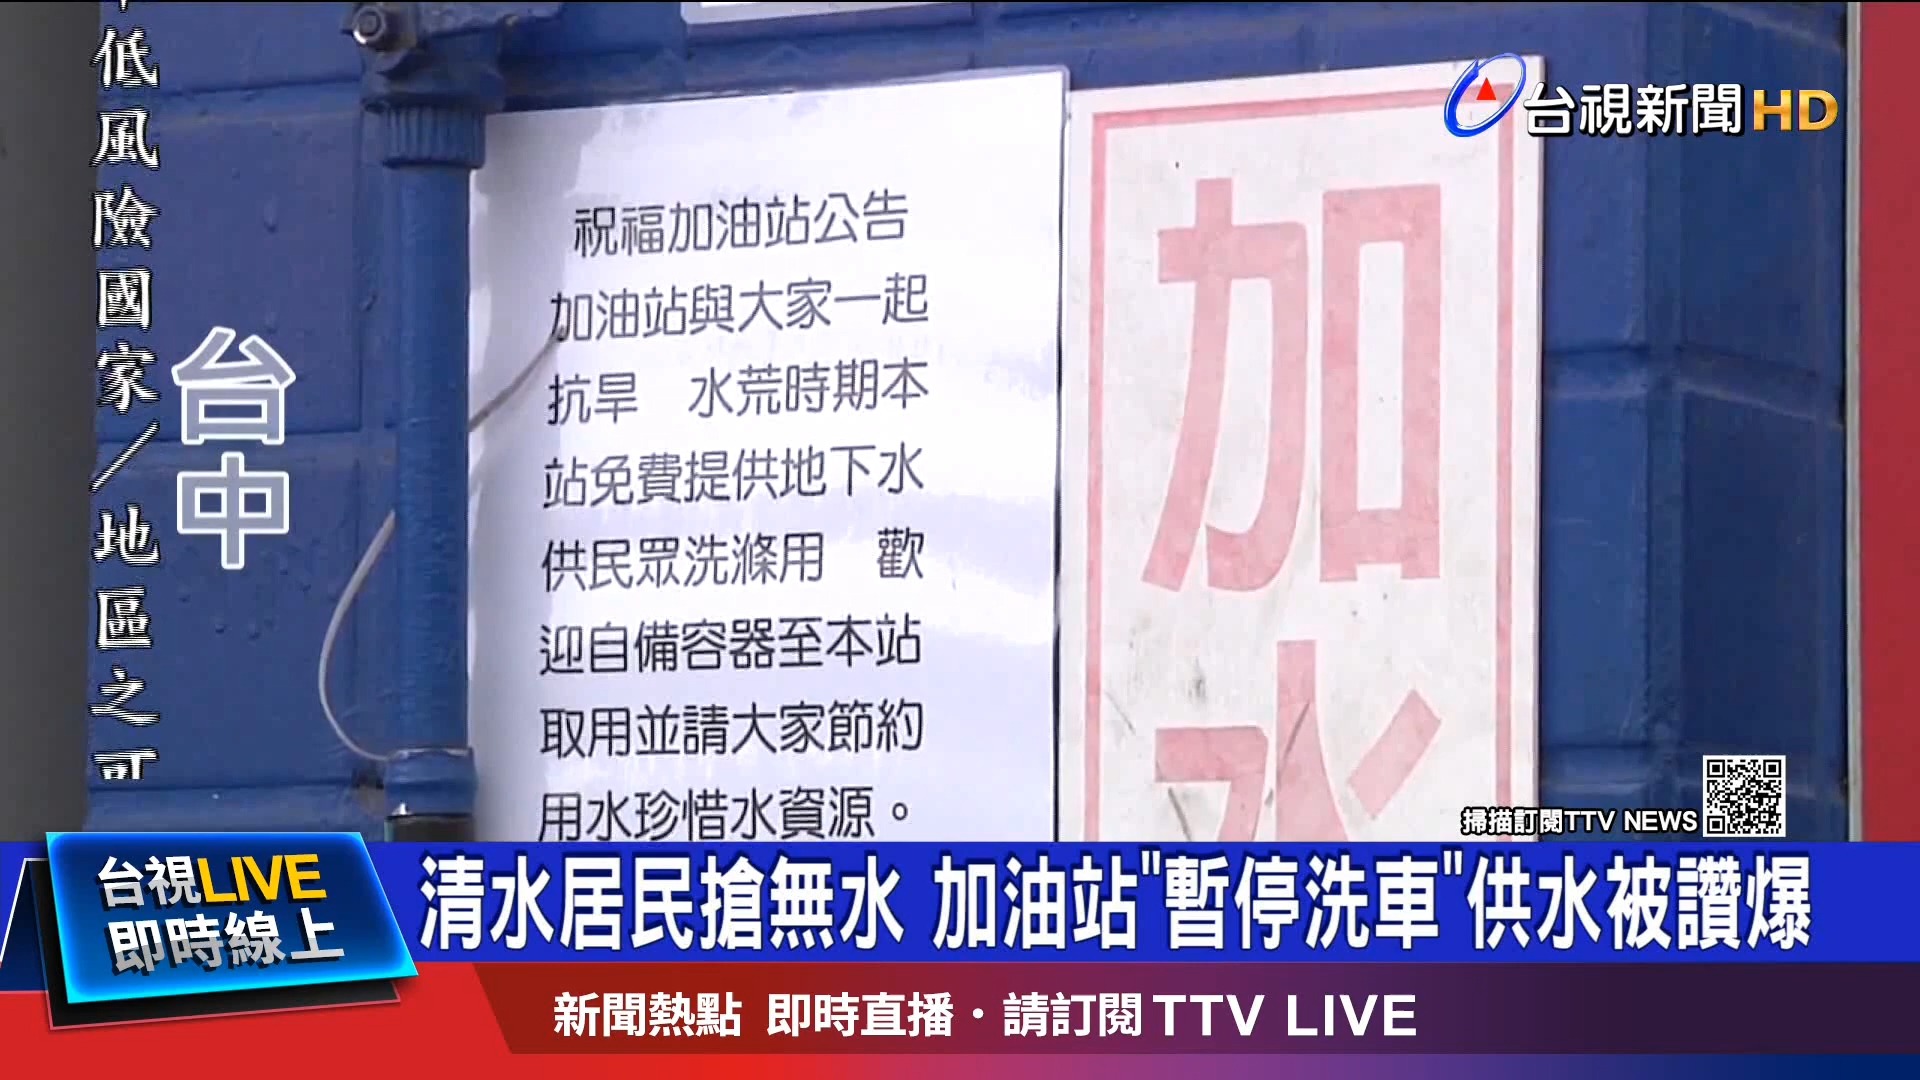 低風險國家/地區之可
台中
台視新聞HD
祝福加油站公告
加油站與大家一起
抗旱　水荒時期本
站免費提供地下水
供民眾洗滌用　歡
迎自備容器至本站
取用並請大家節約
用水珍惜水資源。
加水
掃描訂閱TTV NEWS
台視LIVE
即時線上
清水居民搶無水 加油站"暫停洗車"供水被讚爆
新聞熱點 即時直播・請訂閱TTV LIVE